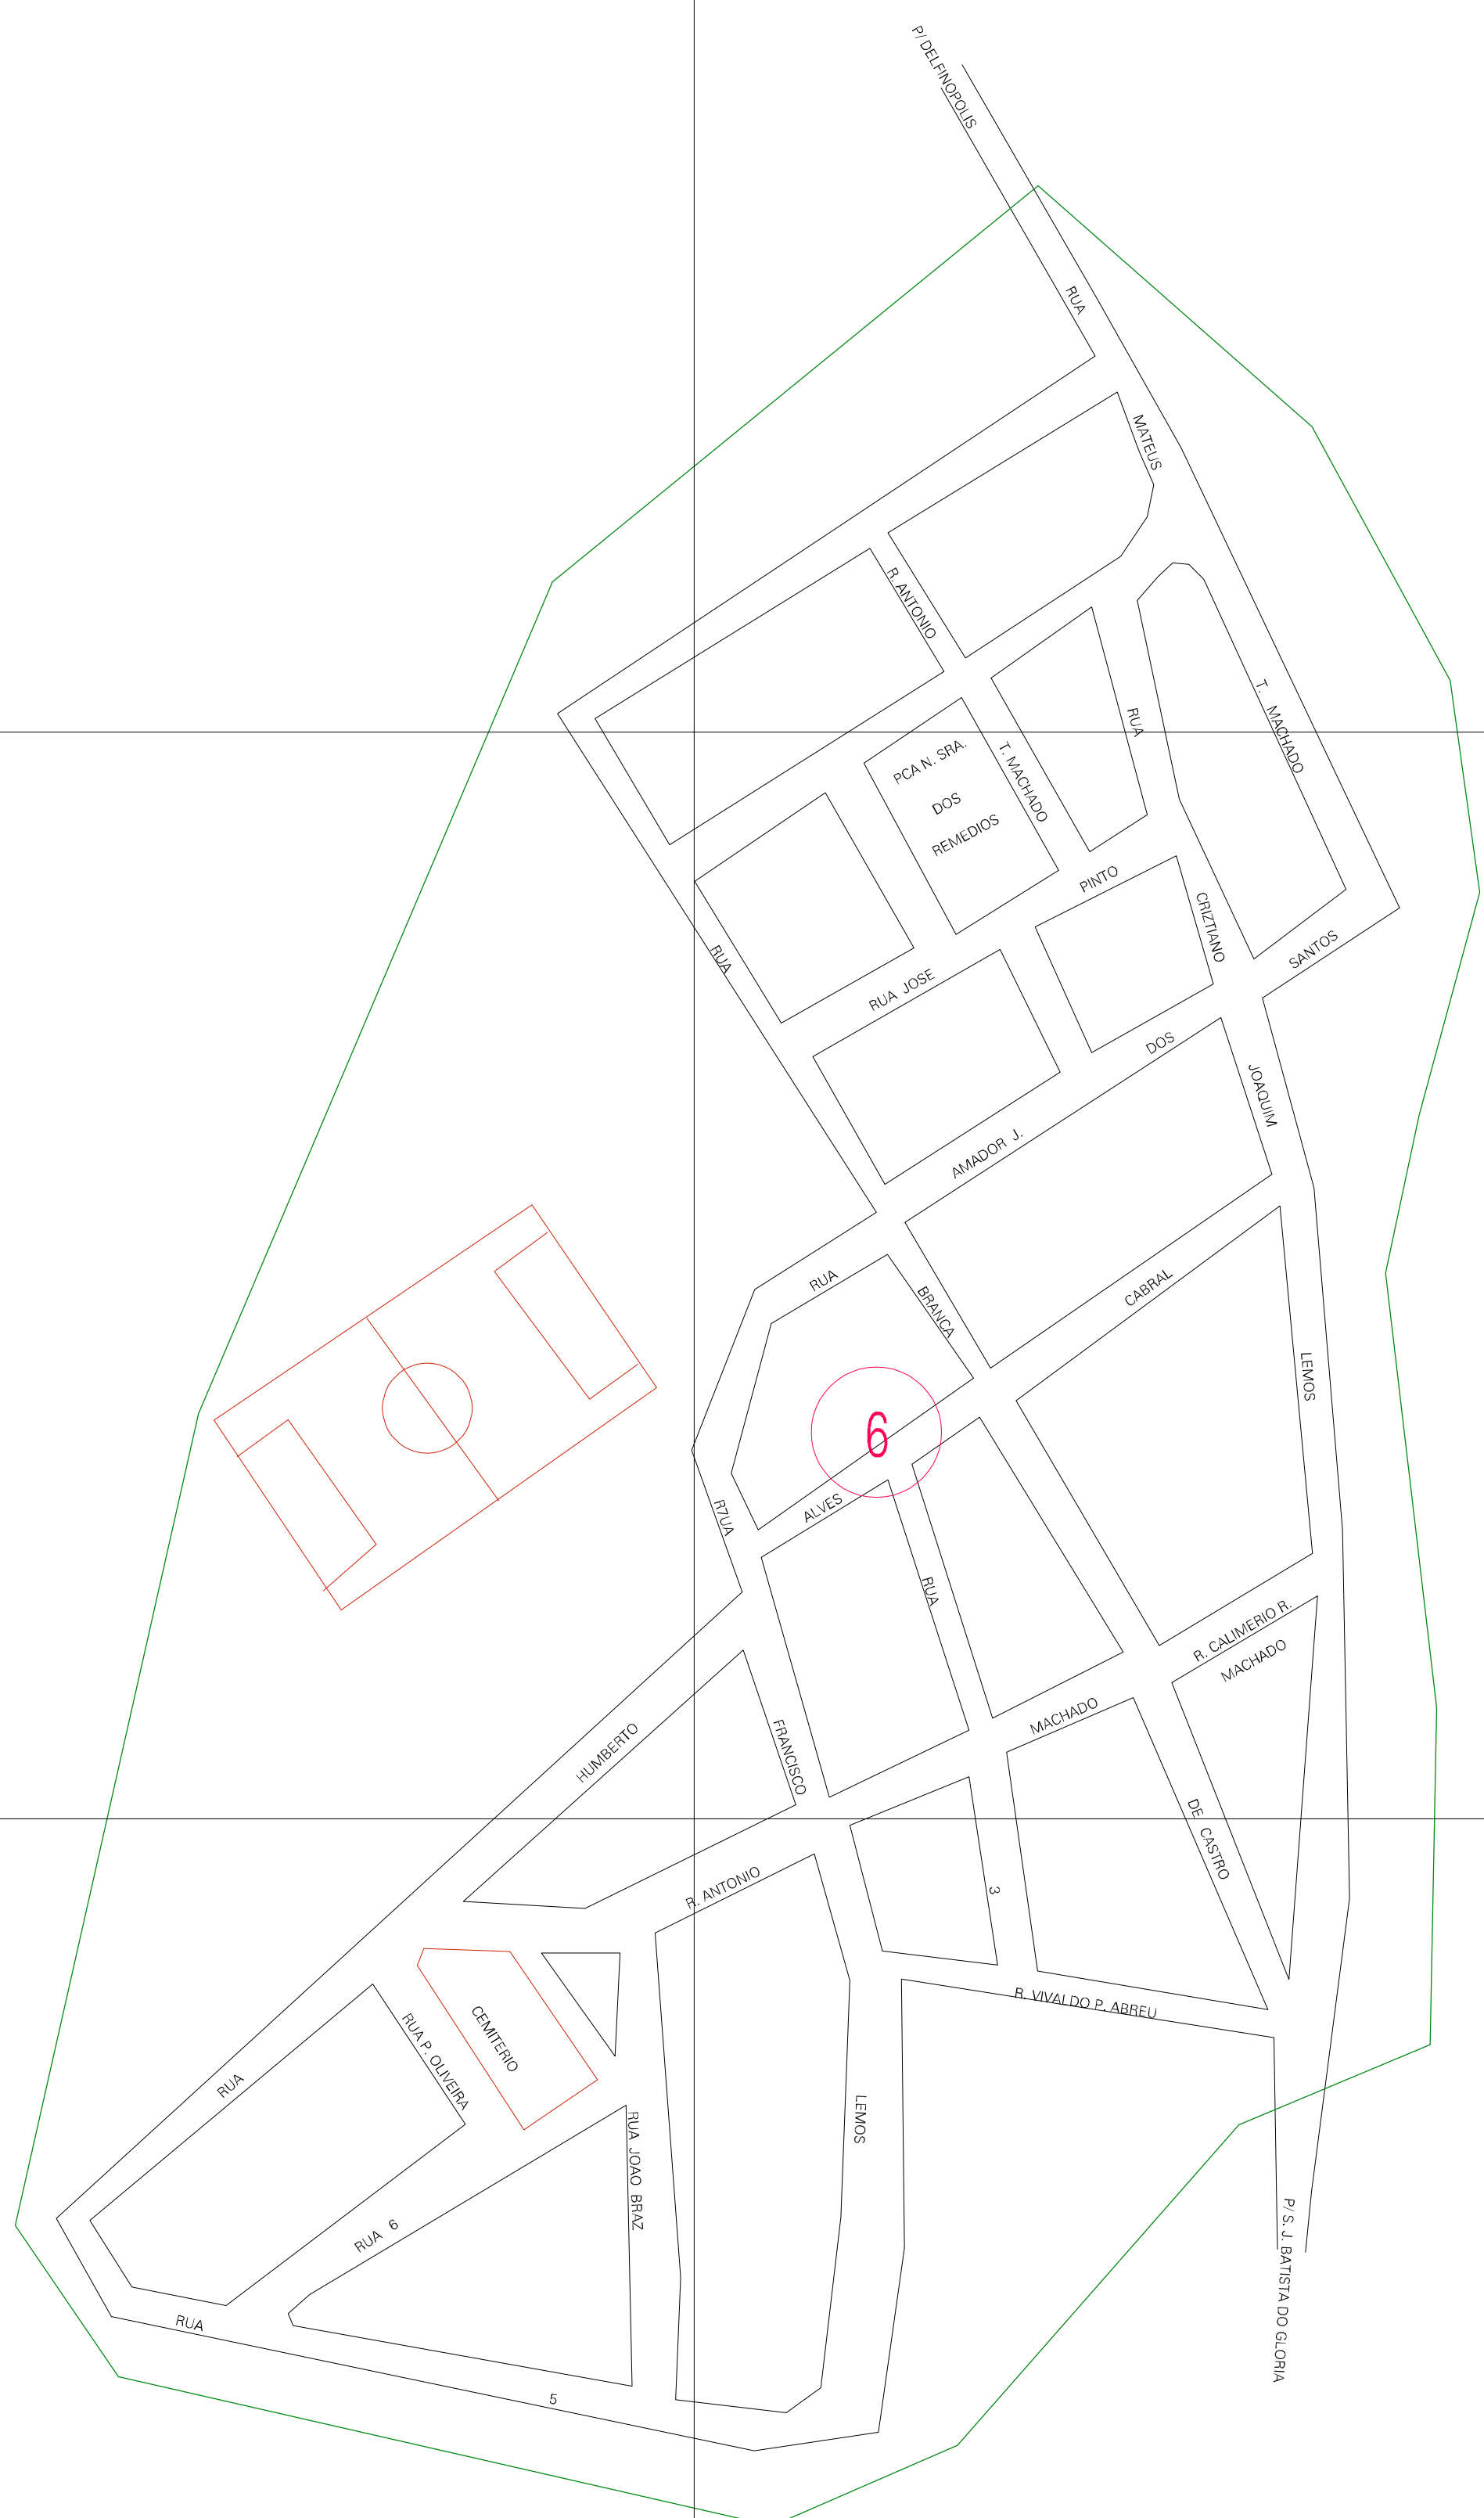 P/ DELFINOPOLIS
RUA
MATEUS
R. ANTONIO
T. MACHADO
RUA
T. MACHADO
PCA N. SRA.
DOS
REMEDIOS
PINTO
CRIZTIANO
SANTOS
RUA
RUA JOSE
DOS
JOAQUIM
AMADOR J.
RUA
BRANCA
CABRAL
LEMOS
6
R7UA
ALVES
RUA
R. CALIMERIO R.
MACHADO
MACHADO
HUMBERTO
FRANCISCO
DE CASTRO
R. ANTONIO
3
R. VIVALDO P. ABREU
CEMITERIO
RUA P. OLIVEIRA
RUA
LEMOS
RUA JOAO BRAZ
RUA 6
P/ S. J. BATISTA DO GLORIA
RUA
5